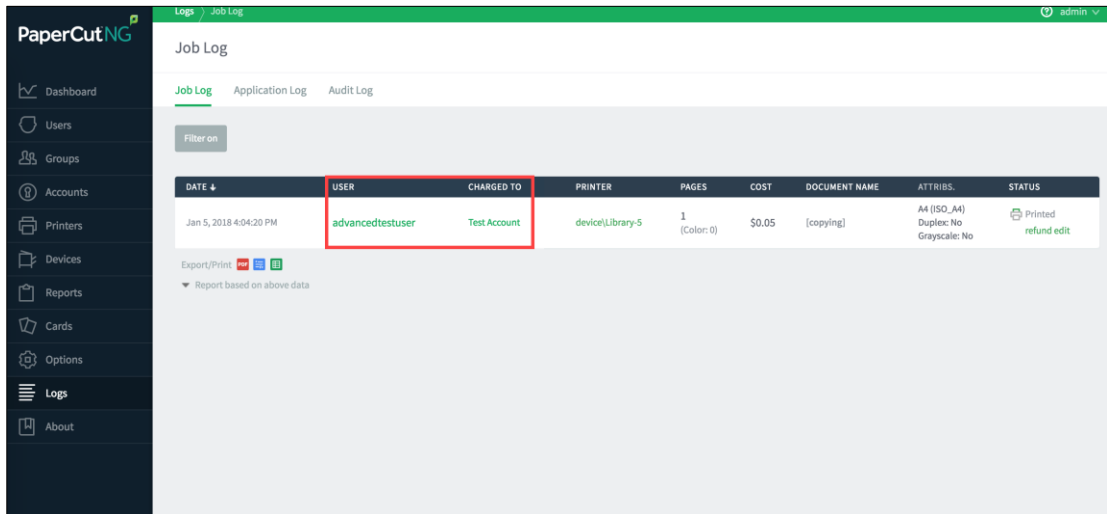 PaperCut NG
Logs Job Log
admin
Job Log
Dashboard
Users
Groups
Accounts
Printers
Devices
Reports
Cards
Options
Logs
About
Job Log Application Log Audit Log
Filter on
DATE USER CHARGED TO PRINTER PAGES COST DOCUMENT NAME ATTRIBS. STATUS
Jan 5, 2018 4:04:20 PM advancedtestuser Test Account device\Library-5 1 $0.05 [copying] A4 (ISO_A4) Printed
(Color: 0) Duplex: No refund edit
Grayscale: No
Export/Print PDF
Report based on above data